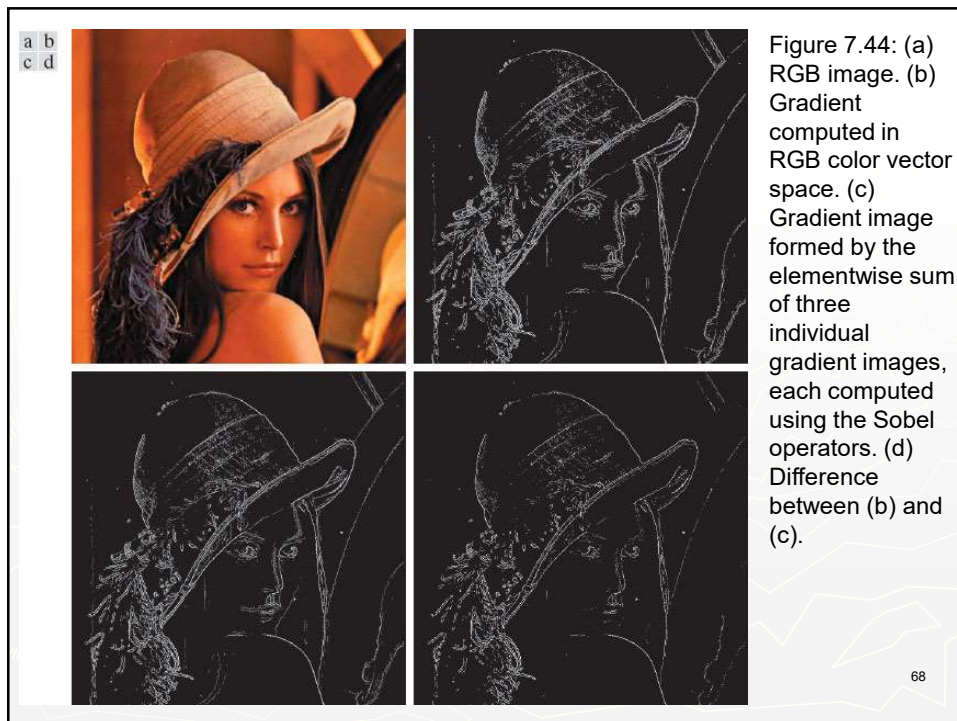 a b
c d
Figure 7.44: (a)
RGB image. (b)
Gradient
computed in
RGB color vector
space. (c)
Gradient image
formed by the
elementwise sum
of three
individual
gradient images,
each computed
using the Sobel
operators. (d)
Difference
between (b) and
(c).
68